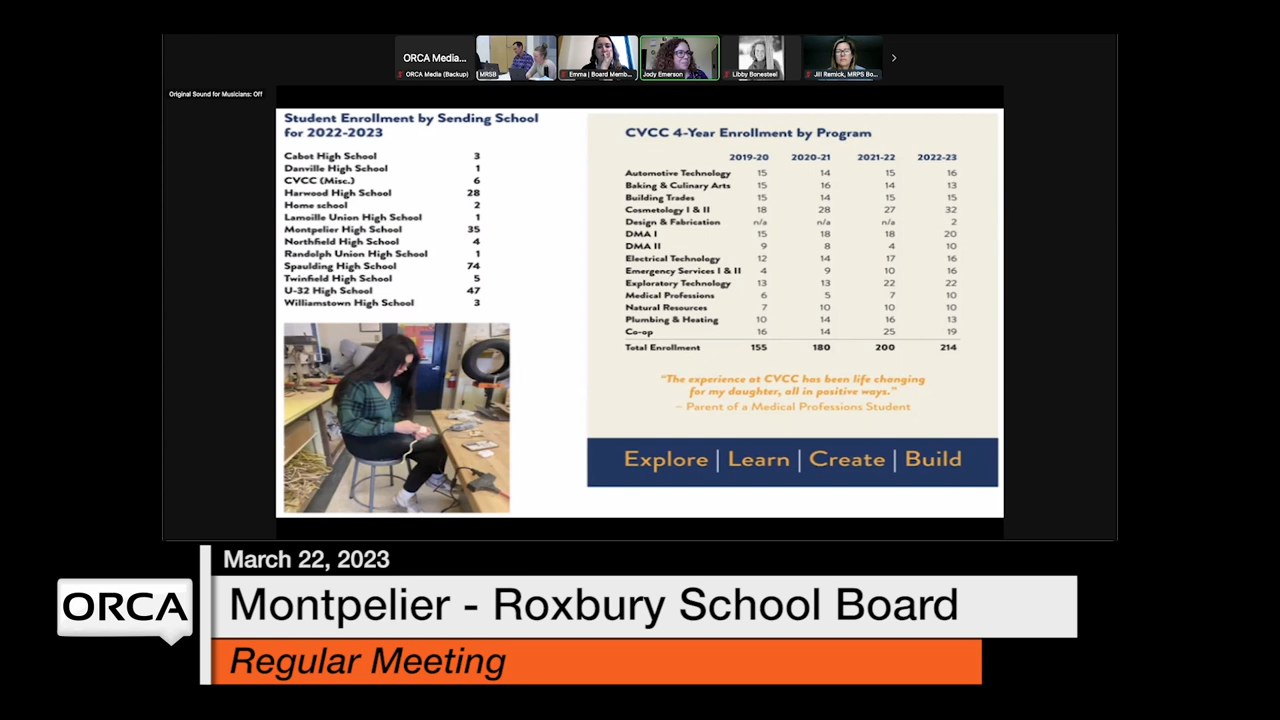 ORCA Media...
ORCA Media (Backup)
MRSB
Emma | Board Memb...
Jody Emerson
Libby Bonesteel
Jill Remick, MRPS Bo...
Original Sound for Musicians: Off
Student Enrollment by Sending School
for 2022-2023
Cabot High School 3
Danville High School 1
CVCC (Misc.) 6
Harwood High School 28
Home school 2
Lamoille Union High School 1
Montpelier High School 35
Northfield High School 4
Randolph Union High School 1
Spaulding High School 74
Twinfield High School 5
U-32 High School 47
Williamstown High School 3
CVCC 4-Year Enrollment by Program
2019-20 2020-21 2021-22 2022-23
Automotive Technology 15 14 15 16
Baking & Culinary Arts 15 16 14 13
Building Trades 15 14 15 15
Cosmetology I & II 18 28 27 32
Design & Fabrication n/a n/a n/a 2
DMA I 15 18 18 20
DMA II 9 8 4 10
Electrical Technology 12 14 17 16
Emergency Services I & II 4 9 10 16
Exploratory Technology 13 13 22 22
Medical Professions 6 5 7 10
Natural Resources 7 10 10 10
Plumbing & Heating 10 14 16 13
Co-op 16 14 25 19
Total Enrollment 155 180 200 214
"The experience at CVCC has been life changing
for my daughter, all in positive ways."
– Parent of a Medical Professions Student
Explore | Learn | Create | Build
March 22, 2023
ORCA
Montpelier - Roxbury School Board
Regular Meeting